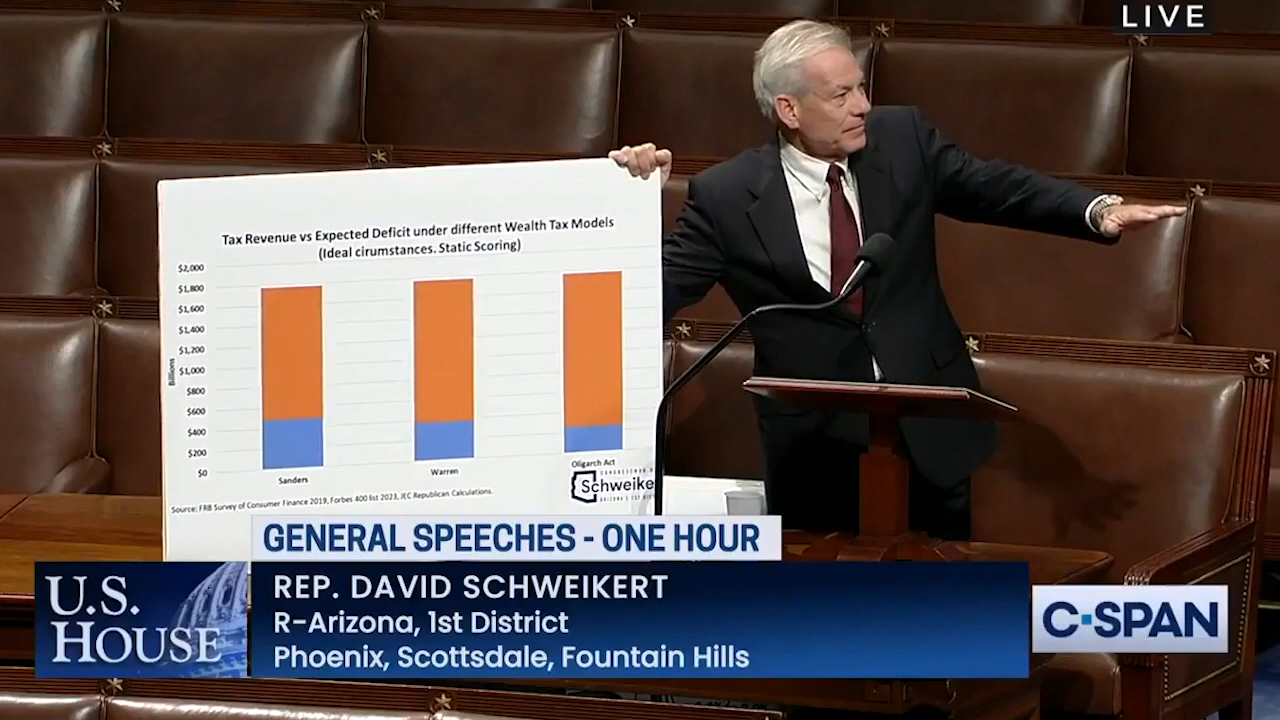 LIVE
Tax Revenue vs Expected Deficit under different Wealth Tax Models
(Ideal cirumstances. Static Scoring)
Billions
$2,000
$1,800
$1,600
$1,400
$1,200
$1,000
$800
$600
$400
$200
$0
Sanders
Warren
Oligarch Act
Schweike
Source: FRB Survey of Consumer Finance 2019, Forbes 400 list 2023, JEC Republican Calculations.
GENERAL SPEECHES - ONE HOUR
U.S.
HOUSE
REP. DAVID SCHWEIKERT
R-Arizona, 1st District
Phoenix, Scottsdale, Fountain Hills
C-SPAN